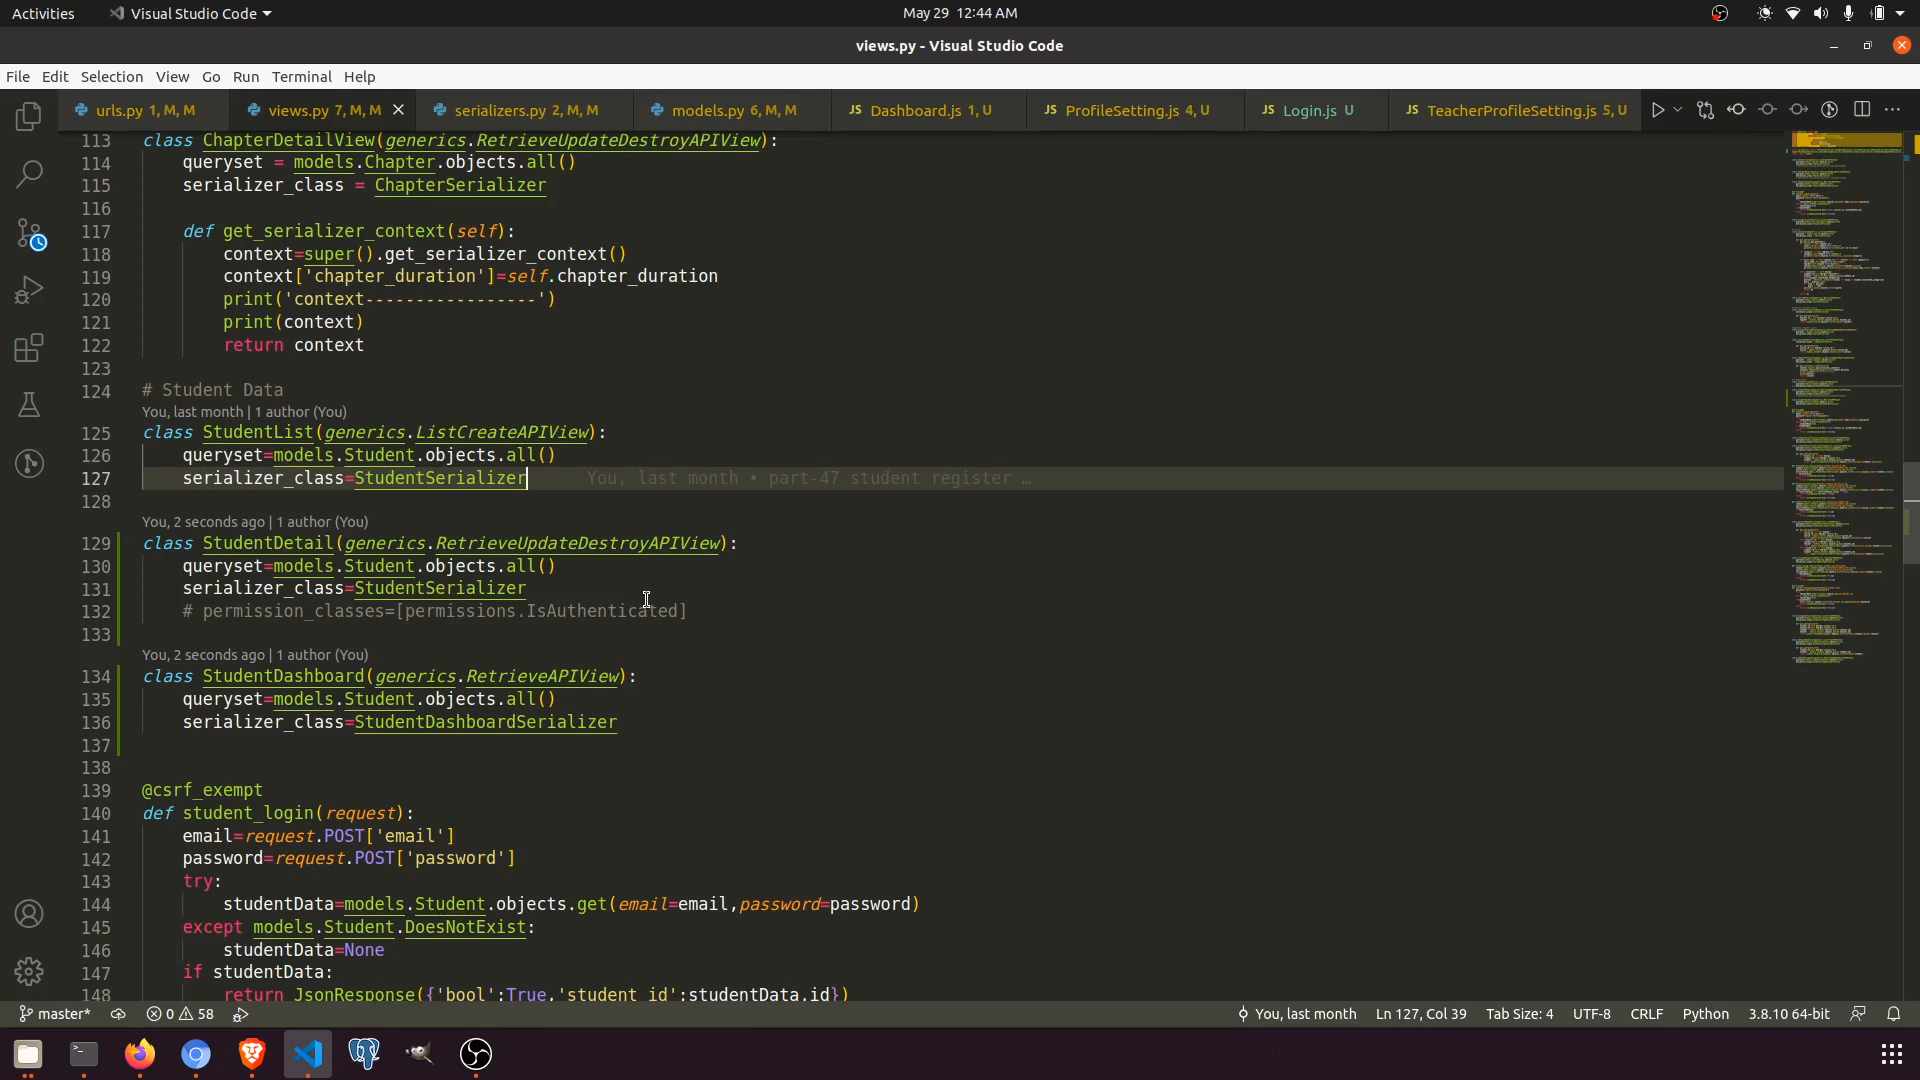 Activities Visual Studio Code May 29 12:44 AM
views.py - Visual Studio Code
File Edit Selection View Go Run Terminal Help
urls.py 1, M, M views.py 7, M, M serializers.py 2, M, M models.py 6, M, M Dashboard.js 1, U ProfileSetting.js 4, U Login.js U TeacherProfileSetting.js 5, U
113 class ChapterDetailView(generics.RetrieveUpdateDestroyAPIView):
114 queryset = models.Chapter.objects.all()
115 serializer_class = ChapterSerializer
116
117 def get_serializer_context(self):
118 context=super().get_serializer_context()
119 context['chapter_duration']=self.chapter_duration
120 print('context-----------------')
121 print(context)
122 return context
123
124 # Student Data
You, last month | 1 author (You)
125 class StudentList(generics.ListCreateAPIView):
126 queryset=models.Student.objects.all()
127 serializer_class=StudentSerializer You, last month • part-47 student register …
128
You, 2 seconds ago | 1 author (You)
129 class StudentDetail(generics.RetrieveUpdateDestroyAPIView):
130 queryset=models.Student.objects.all()
131 serializer_class=StudentSerializer
132 # permission_classes=[permissions.IsAuthenticated]
133
You, 2 seconds ago | 1 author (You)
134 class StudentDashboard(generics.RetrieveAPIView):
135 queryset=models.Student.objects.all()
136 serializer_class=StudentDashboardSerializer
137
138
139 @csrf_exempt
140 def student_login(request):
141 email=request.POST['email']
142 password=request.POST['password']
143 try:
144 studentData=models.Student.objects.get(email=email,password=password)
145 except models.Student.DoesNotExist:
146 studentData=None
147 if studentData:
148 return JsonResponse({'bool':True,'student_id':studentData.id})
master* 0 58 You, last month Ln 127, Col 39 Tab Size: 4 UTF-8 CRLF Python 3.8.10 64-bit